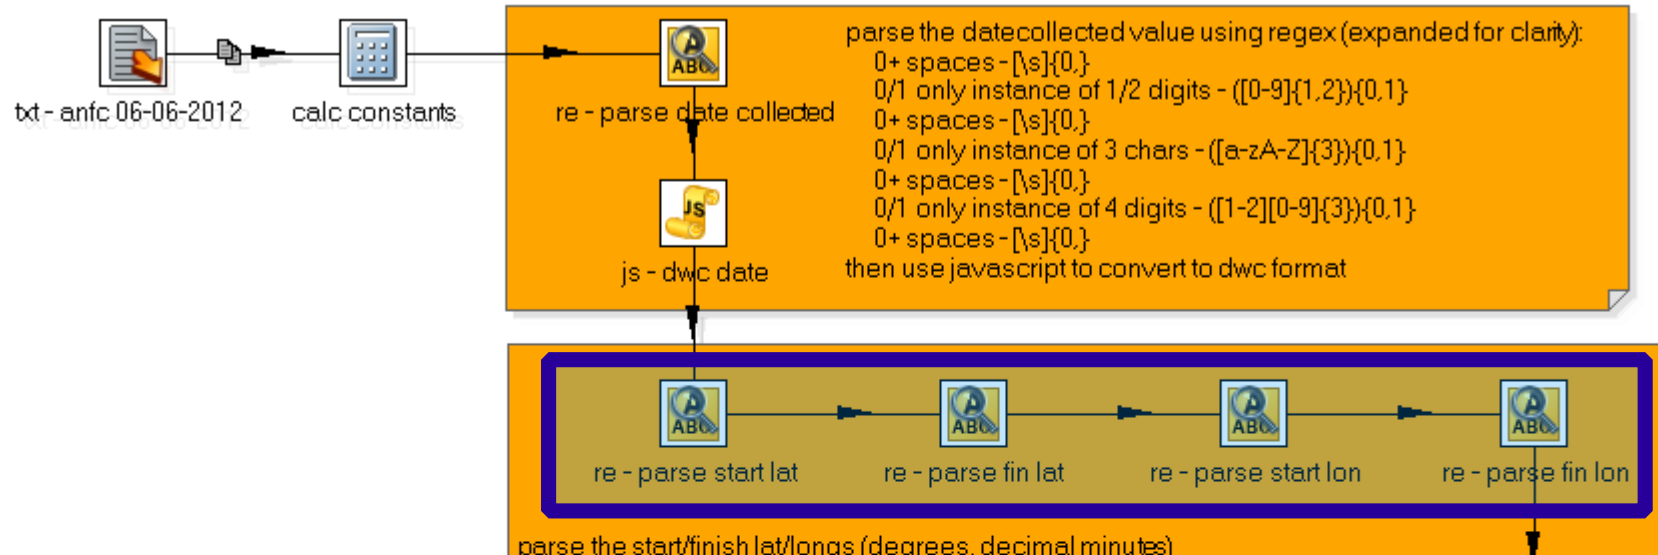 txt - anfc 06-06-2012
calc constants
re - parse date collected
js - dwc date
parse the datecollected value using regex (expanded for clarity):
0+ spaces - [\s]{0,}
0/1 only instance of 1/2 digits - ([0-9]{1,2}){0,1}
0+ spaces - [\s]{0,}
0/1 only instance of 3 chars - ([a-zA-Z]{3}){0,1}
0+ spaces - [\s]{0,}
0/1 only instance of 4 digits - ([1-2][0-9]{3}){0,1}
0+ spaces - [\s]{0,}
then use javascript to convert to dwc format
re - parse start lat
re - parse fin lat
re - parse start lon
re - parse fin lon
parse the start/finish lat/longs (degrees, decimal minutes)